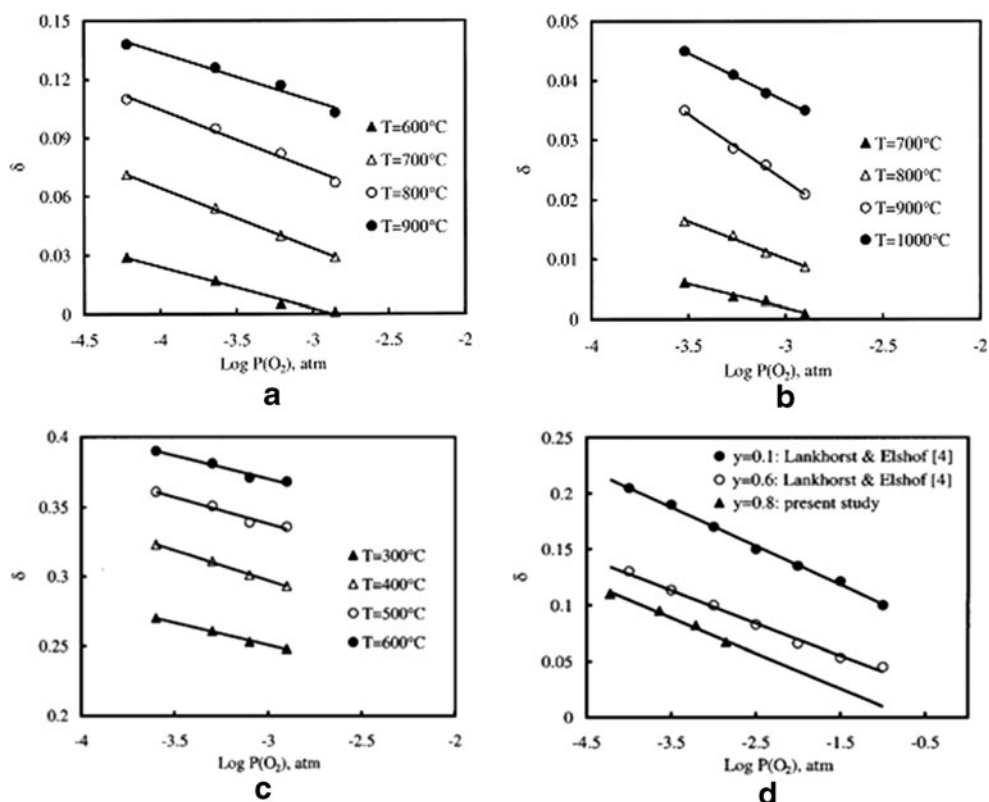 0.15
0.12
0.09
0.06
0.03
0
δ
T=600°C
T=700°C
T=800°C
T=900°C
-4.5 -4 -3.5 -3 -2.5 -2
Log P(O₂), atm
a
0.05
0.04
0.03
0.02
0.01
0
δ
T=700°C
T=800°C
T=900°C
T=1000°C
-4 -3.5 -3 -2.5 -2
Log P(O₂), atm
b
0.4
0.35
0.3
0.25
0.2
δ
T=300°C
T=400°C
T=500°C
T=600°C
-4 -3.5 -3 -2.5 -2
Log P(O₂), atm
c
0.25
0.2
0.15
0.1
0.05
0
δ
y=0.1: Lankhorst & Elshof [4]
y=0.6: Lankhorst & Elshof [4]
y=0.8: present study
-4.5 -3.5 -2.5 -1.5 -0.5
Log P(O₂), atm
d